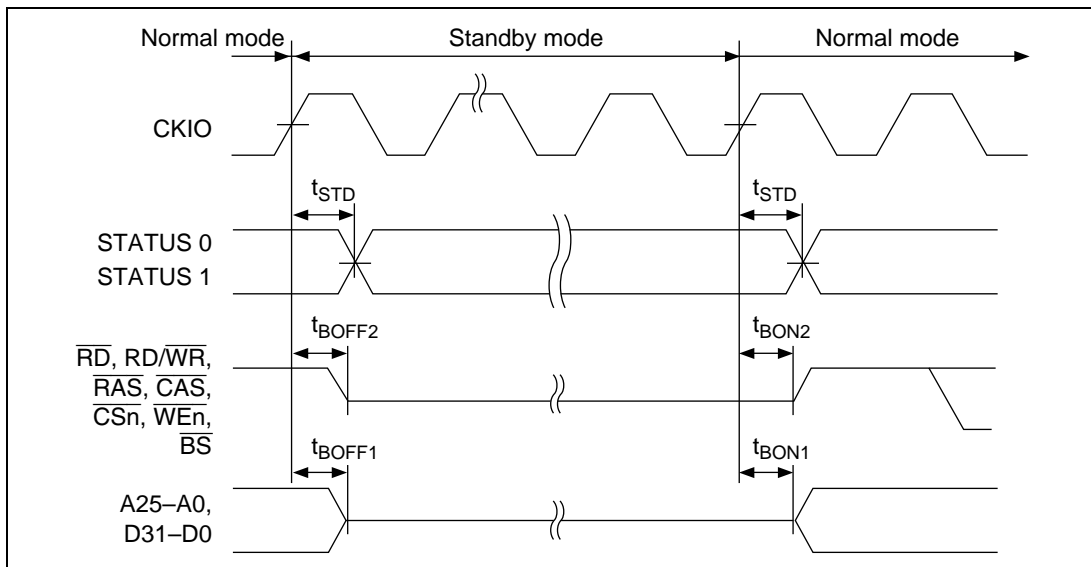 Normal mode Standby mode Normal mode
CKIO
tSTD tSTD
STATUS 0
STATUS 1
tBOFF2 tBON2
RD, RD/WR,
RAS, CAS,
CSn, WEn,
BS
tBOFF1 tBON1
A25–A0,
D31–D0